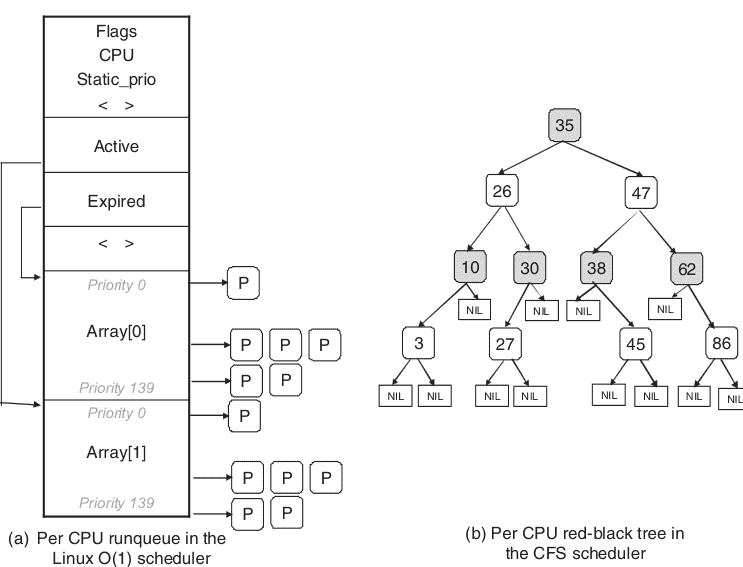 Flags
CPU
Static_prio
< >
Active
Expired
< >
Priority 0
P
Array[0]
P P P
Priority 139
P P
Priority 0
P
Array[1]
P P P
Priority 139
P P
(a) Per CPU runqueue in the
Linux O(1) scheduler
35
26 47
10 30 38 62
NIL NIL NIL NIL
3 27 45 86
NIL NIL NIL NIL NIL NIL NIL NIL
(b) Per CPU red-black tree in
the CFS scheduler